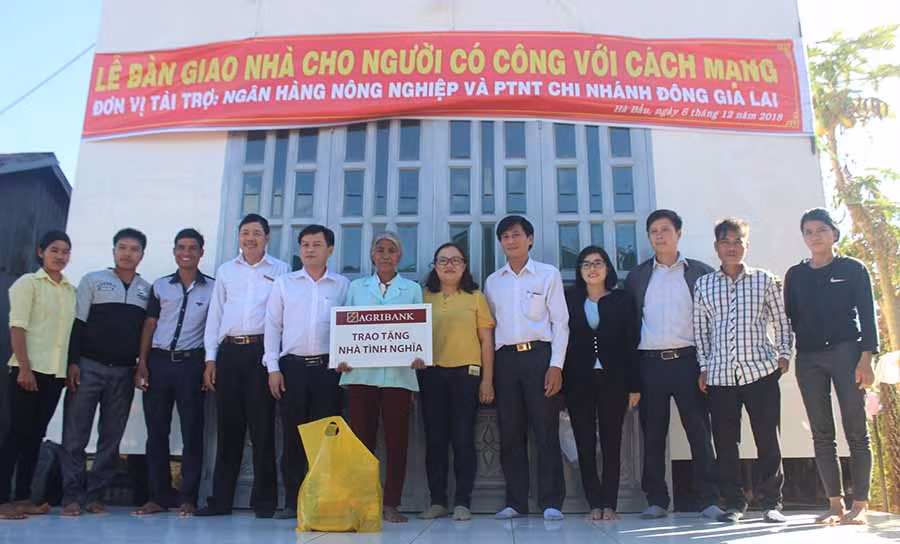 LỄ BÀN GIAO NHÀ CHO NGƯỜI CÓ CÔNG VỚI CÁCH MẠNG
ĐƠN VỊ TÀI TRỢ: NGÂN HÀNG NÔNG NGHIỆP VÀ PTNT CHI NHÁNH ĐÔNG GIA LAI
Hà Bầu, ngày 6 tháng 12 năm 2018
AGRIBANK
TRAO TẶNG
NHÀ TÌNH NGHĨA